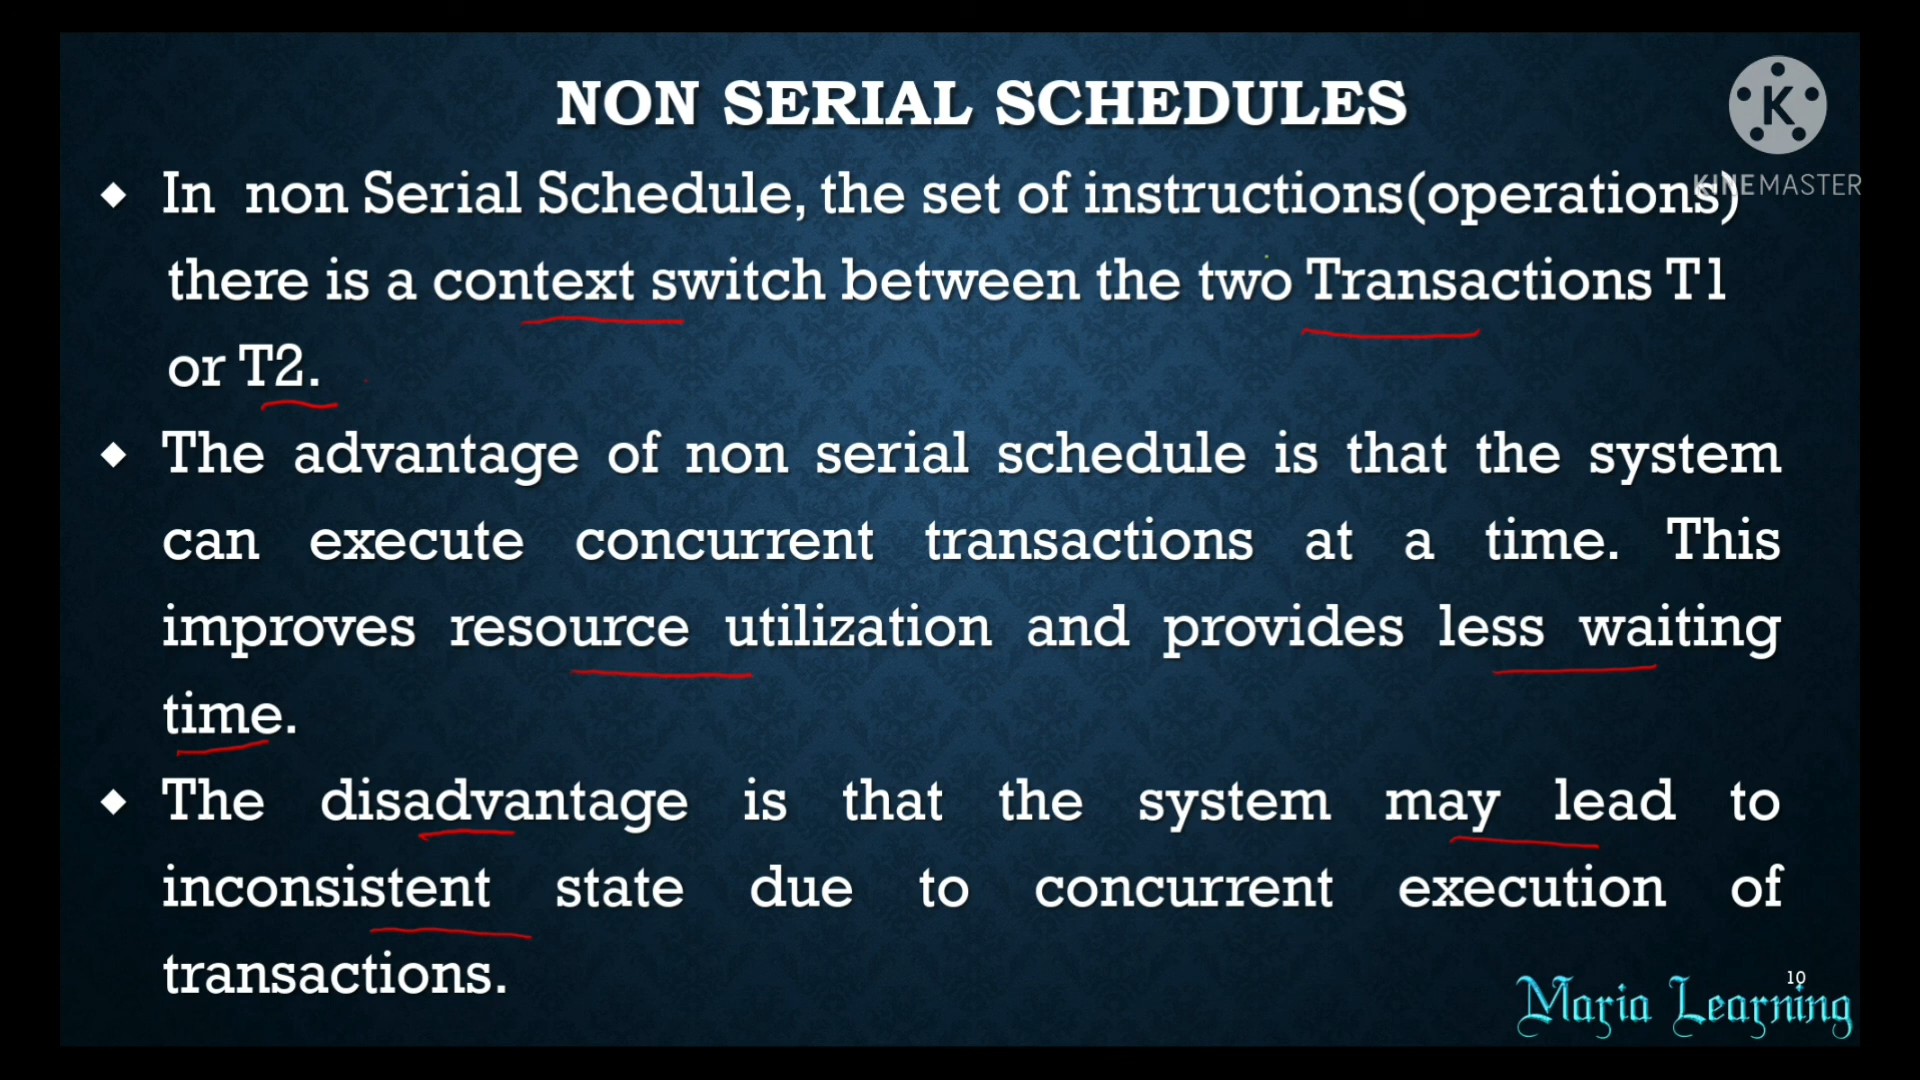 NON SERIAL SCHEDULES
K
KINEMASTER
In non Serial Schedule, the set of instructions(operations)
there is a context switch between the two Transactions T1
or T2.
The advantage of non serial schedule is that the system
can execute concurrent transactions at a time. This
improves resource utilization and provides less waiting
time.
The disadvantage is that the system may lead to
inconsistent state due to concurrent execution of
transactions.
10
Maria Learning